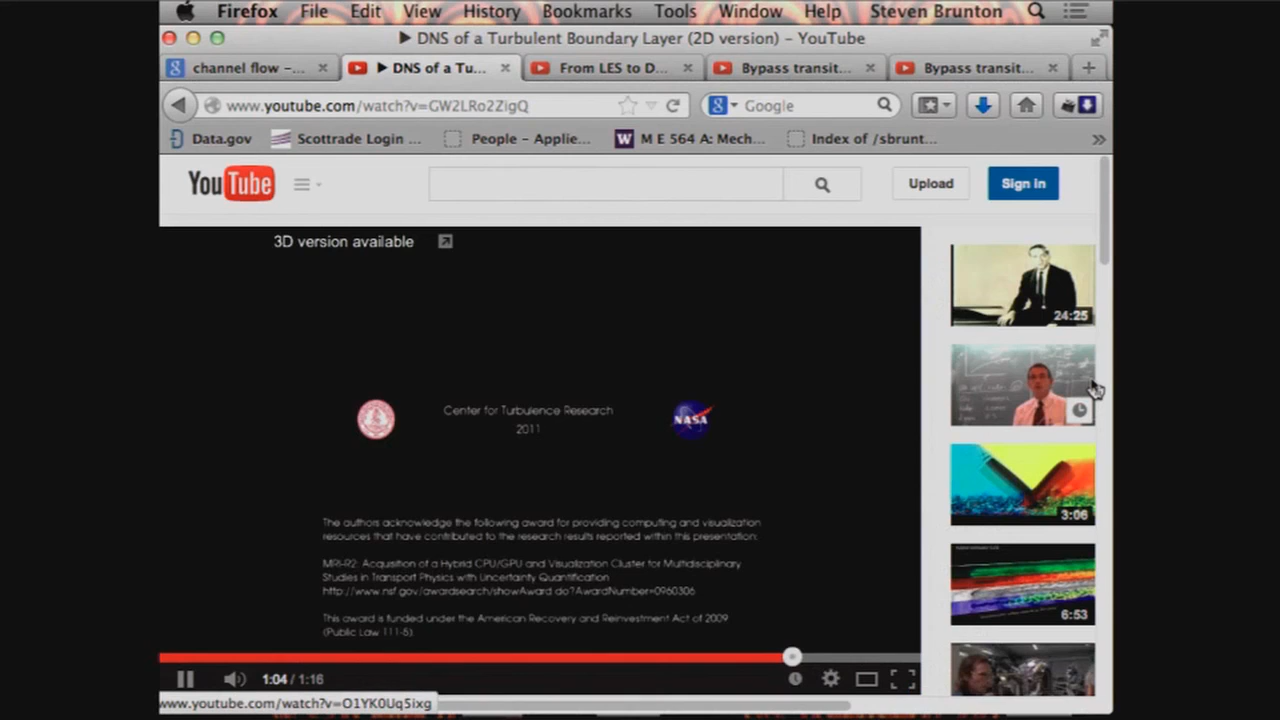 Firefox File Edit View History Bookmarks Tools Window Help Steven Brunton
▶ DNS of a Turbulent Boundary Layer (2D version) – YouTube
channel flow –... ▶ DNS of a Tu... From LES to D... Bypass transit... Bypass transit...
www.youtube.com/watch?v=GW2LRo2ZigQ Google
Data.gov Scottrade Login ... People – Applie... M E 564 A: Mech... Index of /sbrunt...
YouTube Upload Sign in
3D version available
24:25
Center for Turbulence Research
2011
NASA
3:06
The authors acknowledge the following award for providing computing and visualization
resources that have contributed to the research results reported within this presentation:
MRI-R2: Acquisition of a Hybrid CPU/GPU and Visualization Cluster for Multidisciplinary
Studies in Transport Physics with Uncertainty Quantification
http://www.nsf.gov/awardsearch/showAward.do?AwardNumber=0960306
This award is funded under the American Recovery and Reinvestment Act of 2009
(Public Law 111-5).
6:53
1:04 / 1:16
www.youtube.com/watch?v=O1YK0Uq5ixg